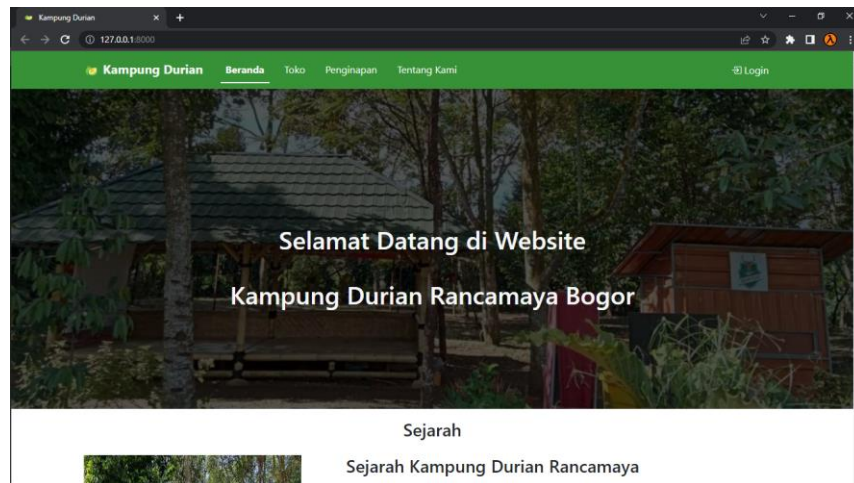 Kampung Durian
127.0.0.1:8000
Kampung Durian Beranda Toko Penginapan Tentang Kami Login
Selamat Datang di Website
Kampung Durian Rancamaya Bogor
Sejarah
Sejarah Kampung Durian Rancamaya